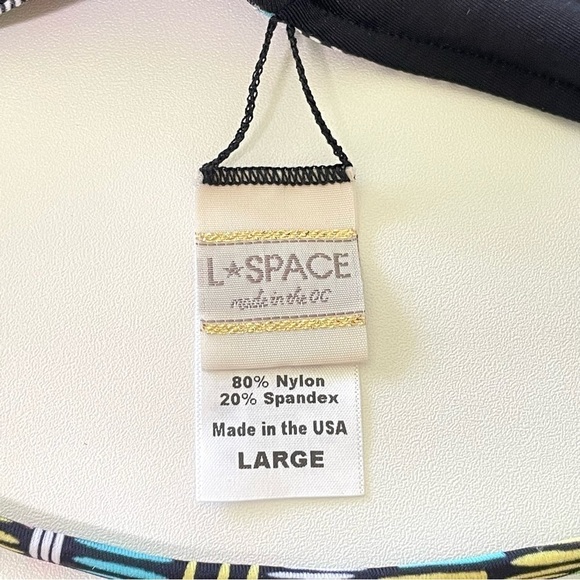 L★SPACE
made in the OC
80% Nylon
20% Spandex
Made in the USA
LARGE